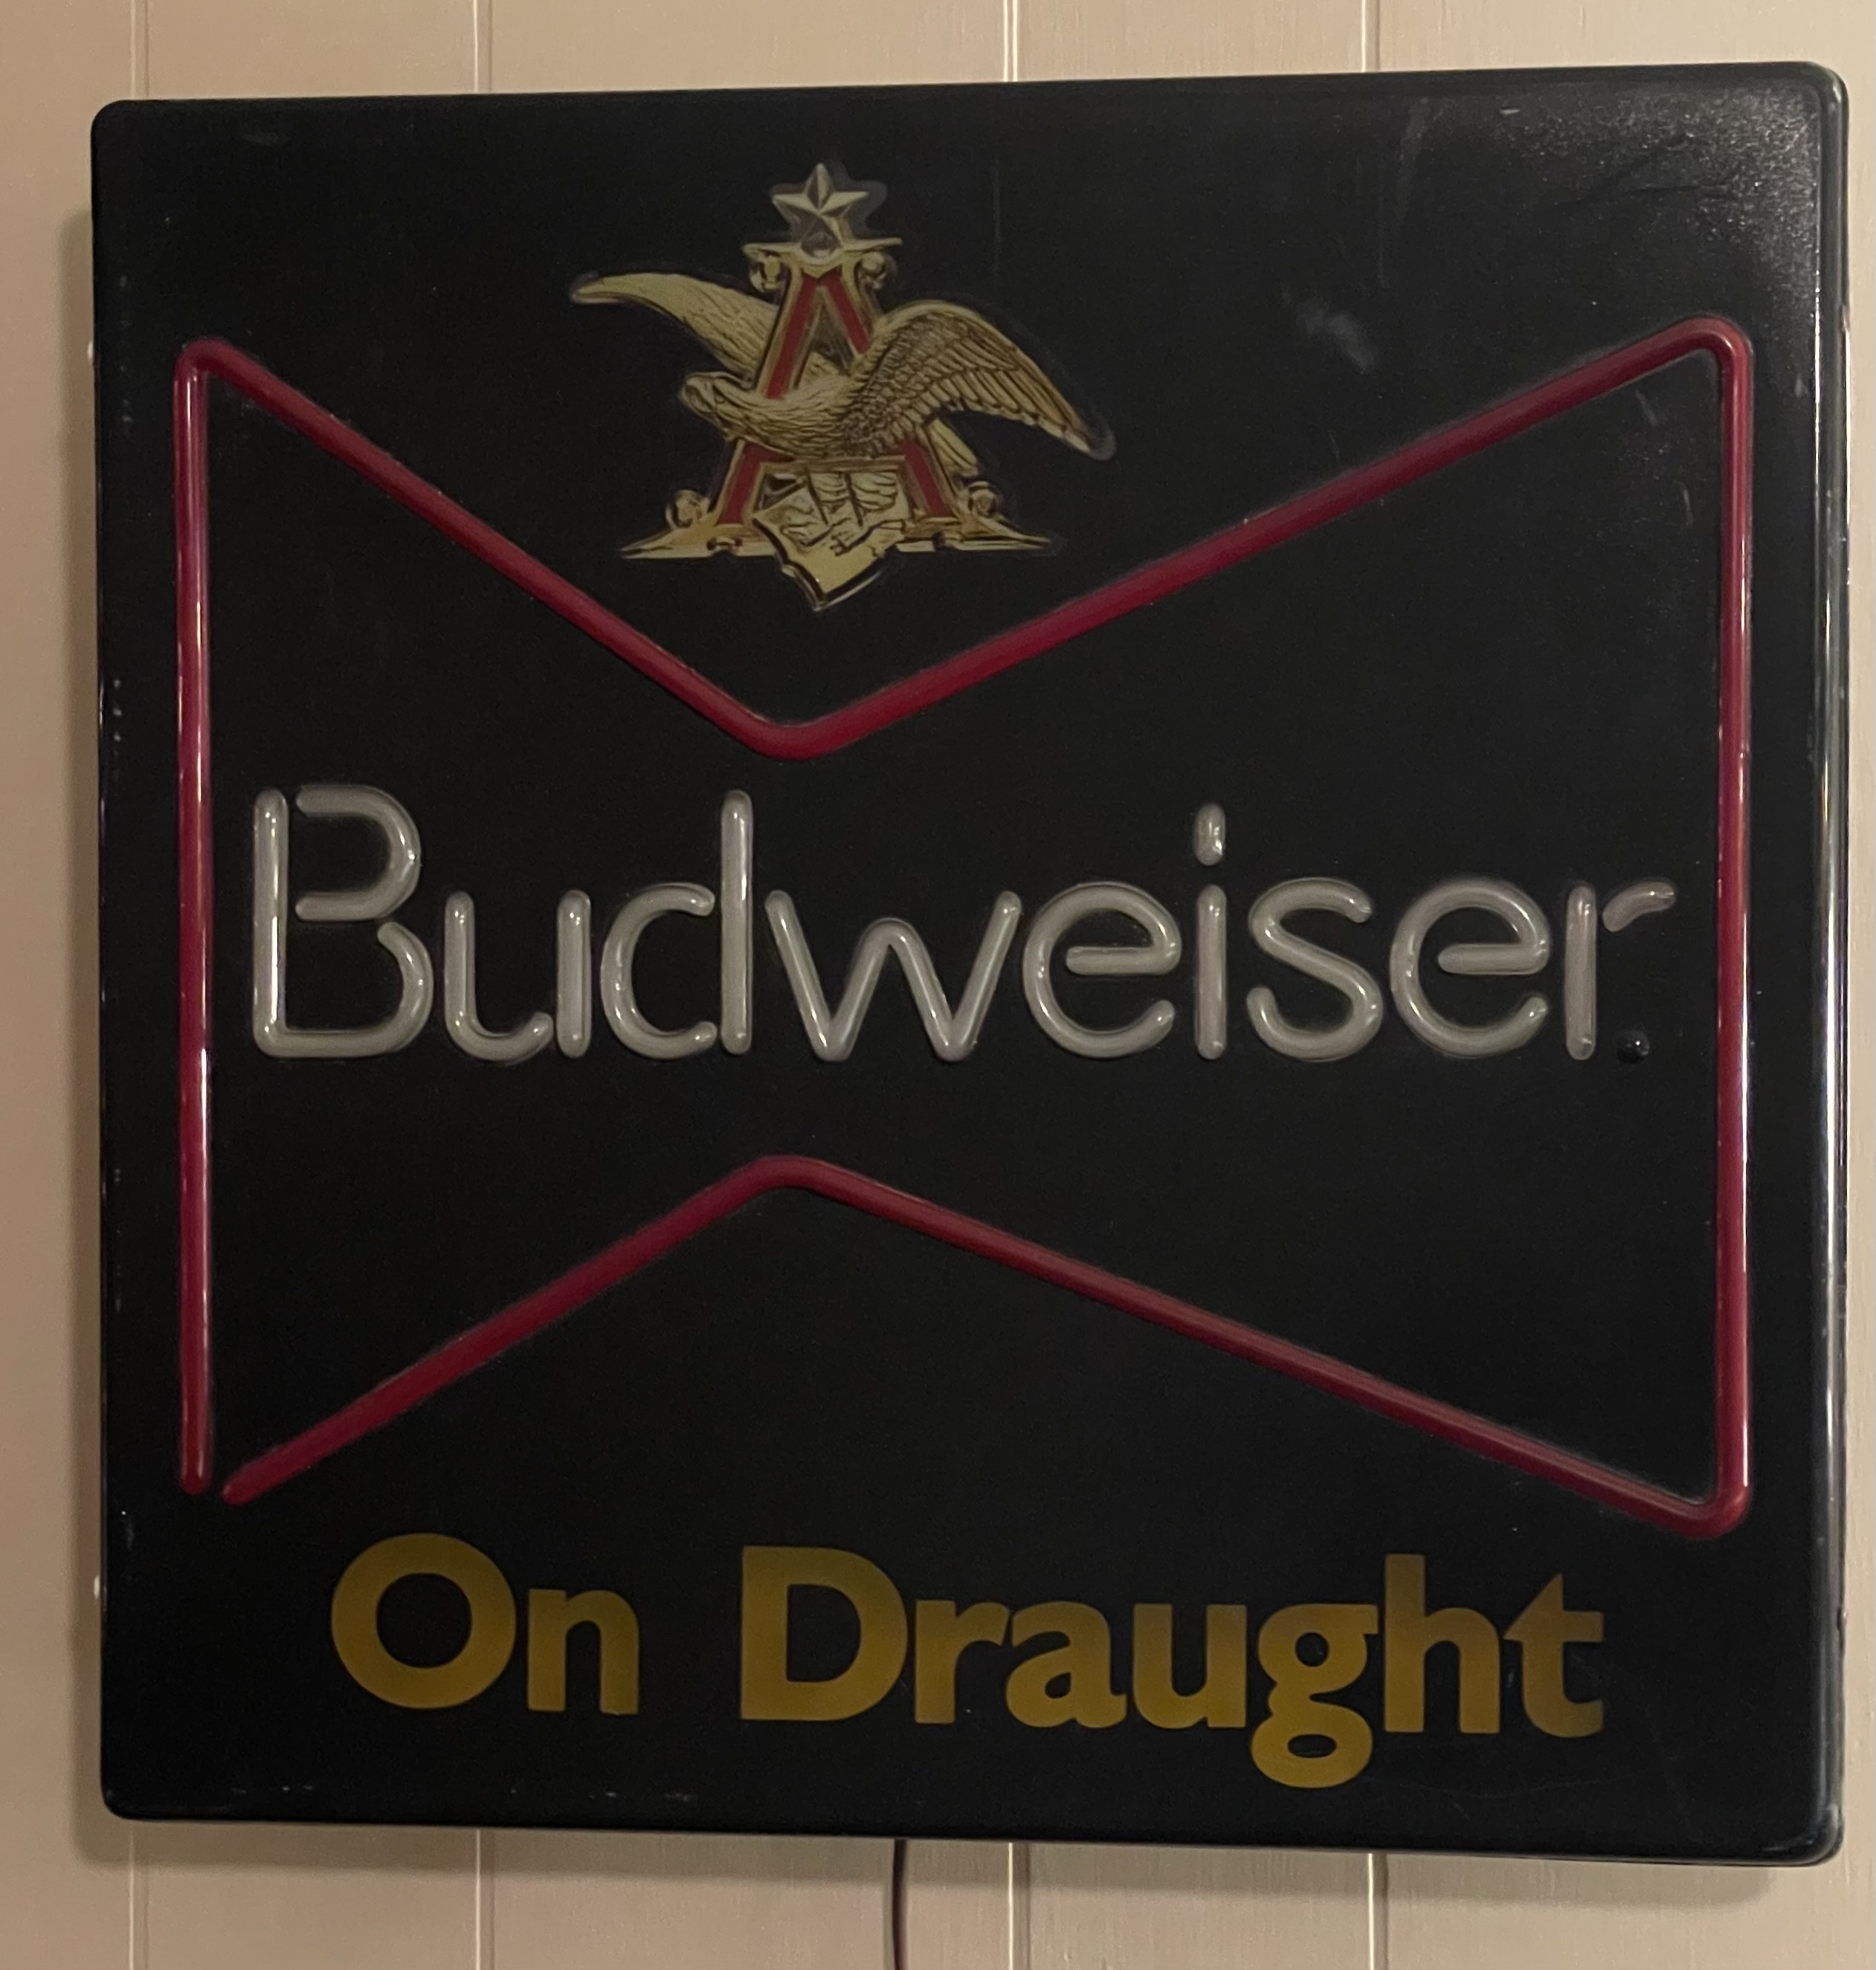 A
Budweiser.
On Draught